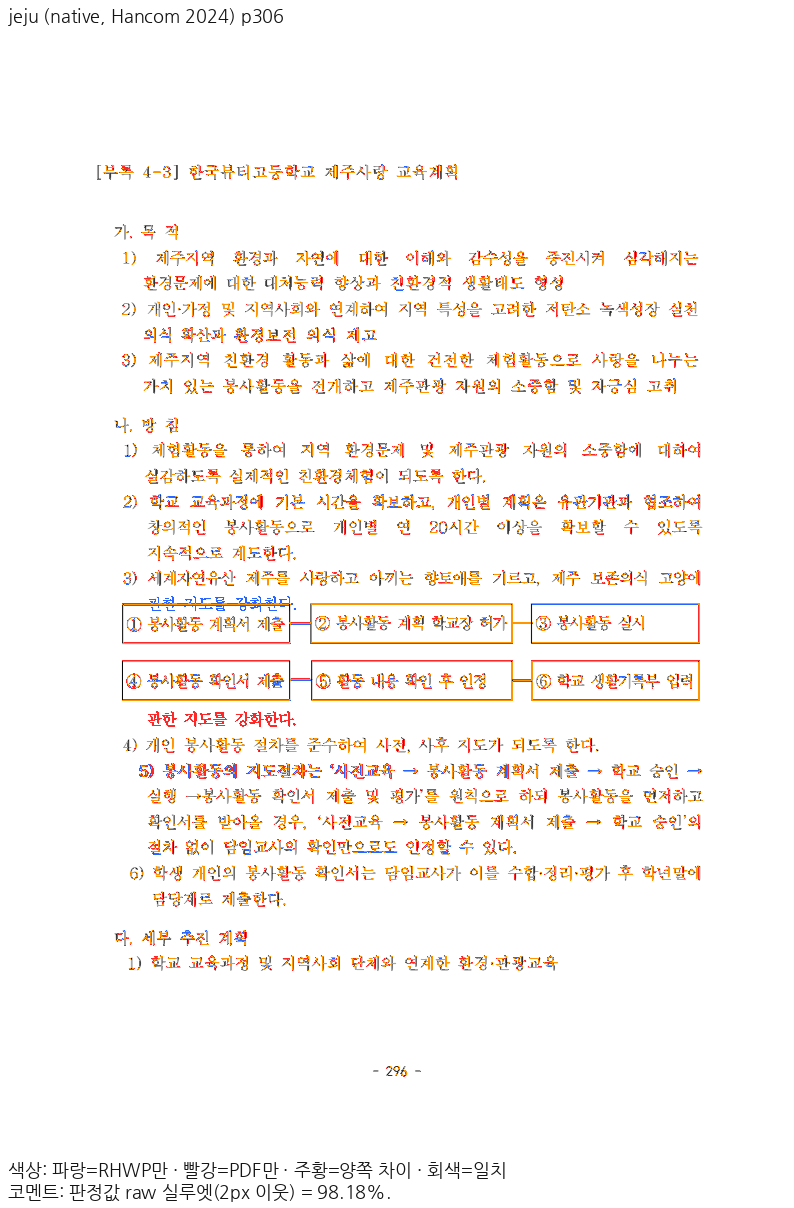 jeju (native, Hancom 2024) p306
[부록 4-3] 한국뷰티고등학교 제주사랑 교육계획
가. 목 적
1) 제주지역 환경과 자연에 대한 이해와 감수성을 증진시켜 심각해지는
환경문제에 대한 대처능력 향상과 친환경적 생활태도 형성
2) 개인·가정 및 지역사회와 연계하여 지역 특성을 고려한 저탄소 녹색성장 실천
의식 확산과 환경보전 의식 제고
3) 제주지역 친환경 활동과 삶에 대한 건전한 체험활동으로 사랑을 나누는
가치 있는 봉사활동을 전개하고 제주관광 자원의 소중함 및 자긍심 고취
나. 방 침
1) 체험활동을 통하여 지역 환경문제 및 제주관광 자원의 소중함에 대하여
실감하도록 실제적인 친환경체험이 되도록 한다.
2) 학교 교육과정에 기본 시간을 확보하고, 개인별 계획은 유관기관과 협조하여
창의적인 봉사활동으로 개인별 연 20시간 이상을 확보할 수 있도록
지속적으로 계도한다.
3) 세계자연유산 제주를 사랑하고 아끼는 향토애를 기르고, 제주 보존의식 고양에
관한 지도를 강화한다.
① 봉사활동 계획서 제출 ② 봉사활동 계획 학교장 허가 ③ 봉사활동 실시
④ 봉사활동 확인서 제출 ⑤ 활동 내용 확인 후 인정 ⑥ 학교 생활기록부 입력
관한 지도를 강화한다.
4) 개인 봉사활동 절차를 준수하여 사전, 사후 지도가 되도록 한다.
5) 봉사활동의 지도절차는 ‘사전교육 → 봉사활동 계획서 제출 → 학교 승인 →
실행 →봉사활동 확인서 제출 및 평가’를 원칙으로 하되 봉사활동을 먼저하고
확인서를 받아올 경우, ‘사전교육 → 봉사활동 계획서 제출 → 학교 승인’의
절차 없이 담임교사의 확인만으로도 인정할 수 있다.
6) 학생 개인의 봉사활동 확인서는 담임교사가 이를 수합·정리·평가 후 학년말에
담당계로 제출한다.
다. 세부 추진 계획
1) 학교 교육과정 및 지역사회 단체와 연계한 환경·관광교육
- 296 -
색상: 파랑=RHWP만 · 빨강=PDF만 · 주황=양쪽 차이 · 회색=일치
코멘트: 판정값 raw 실루엣(2px 이웃) = 98.18%.